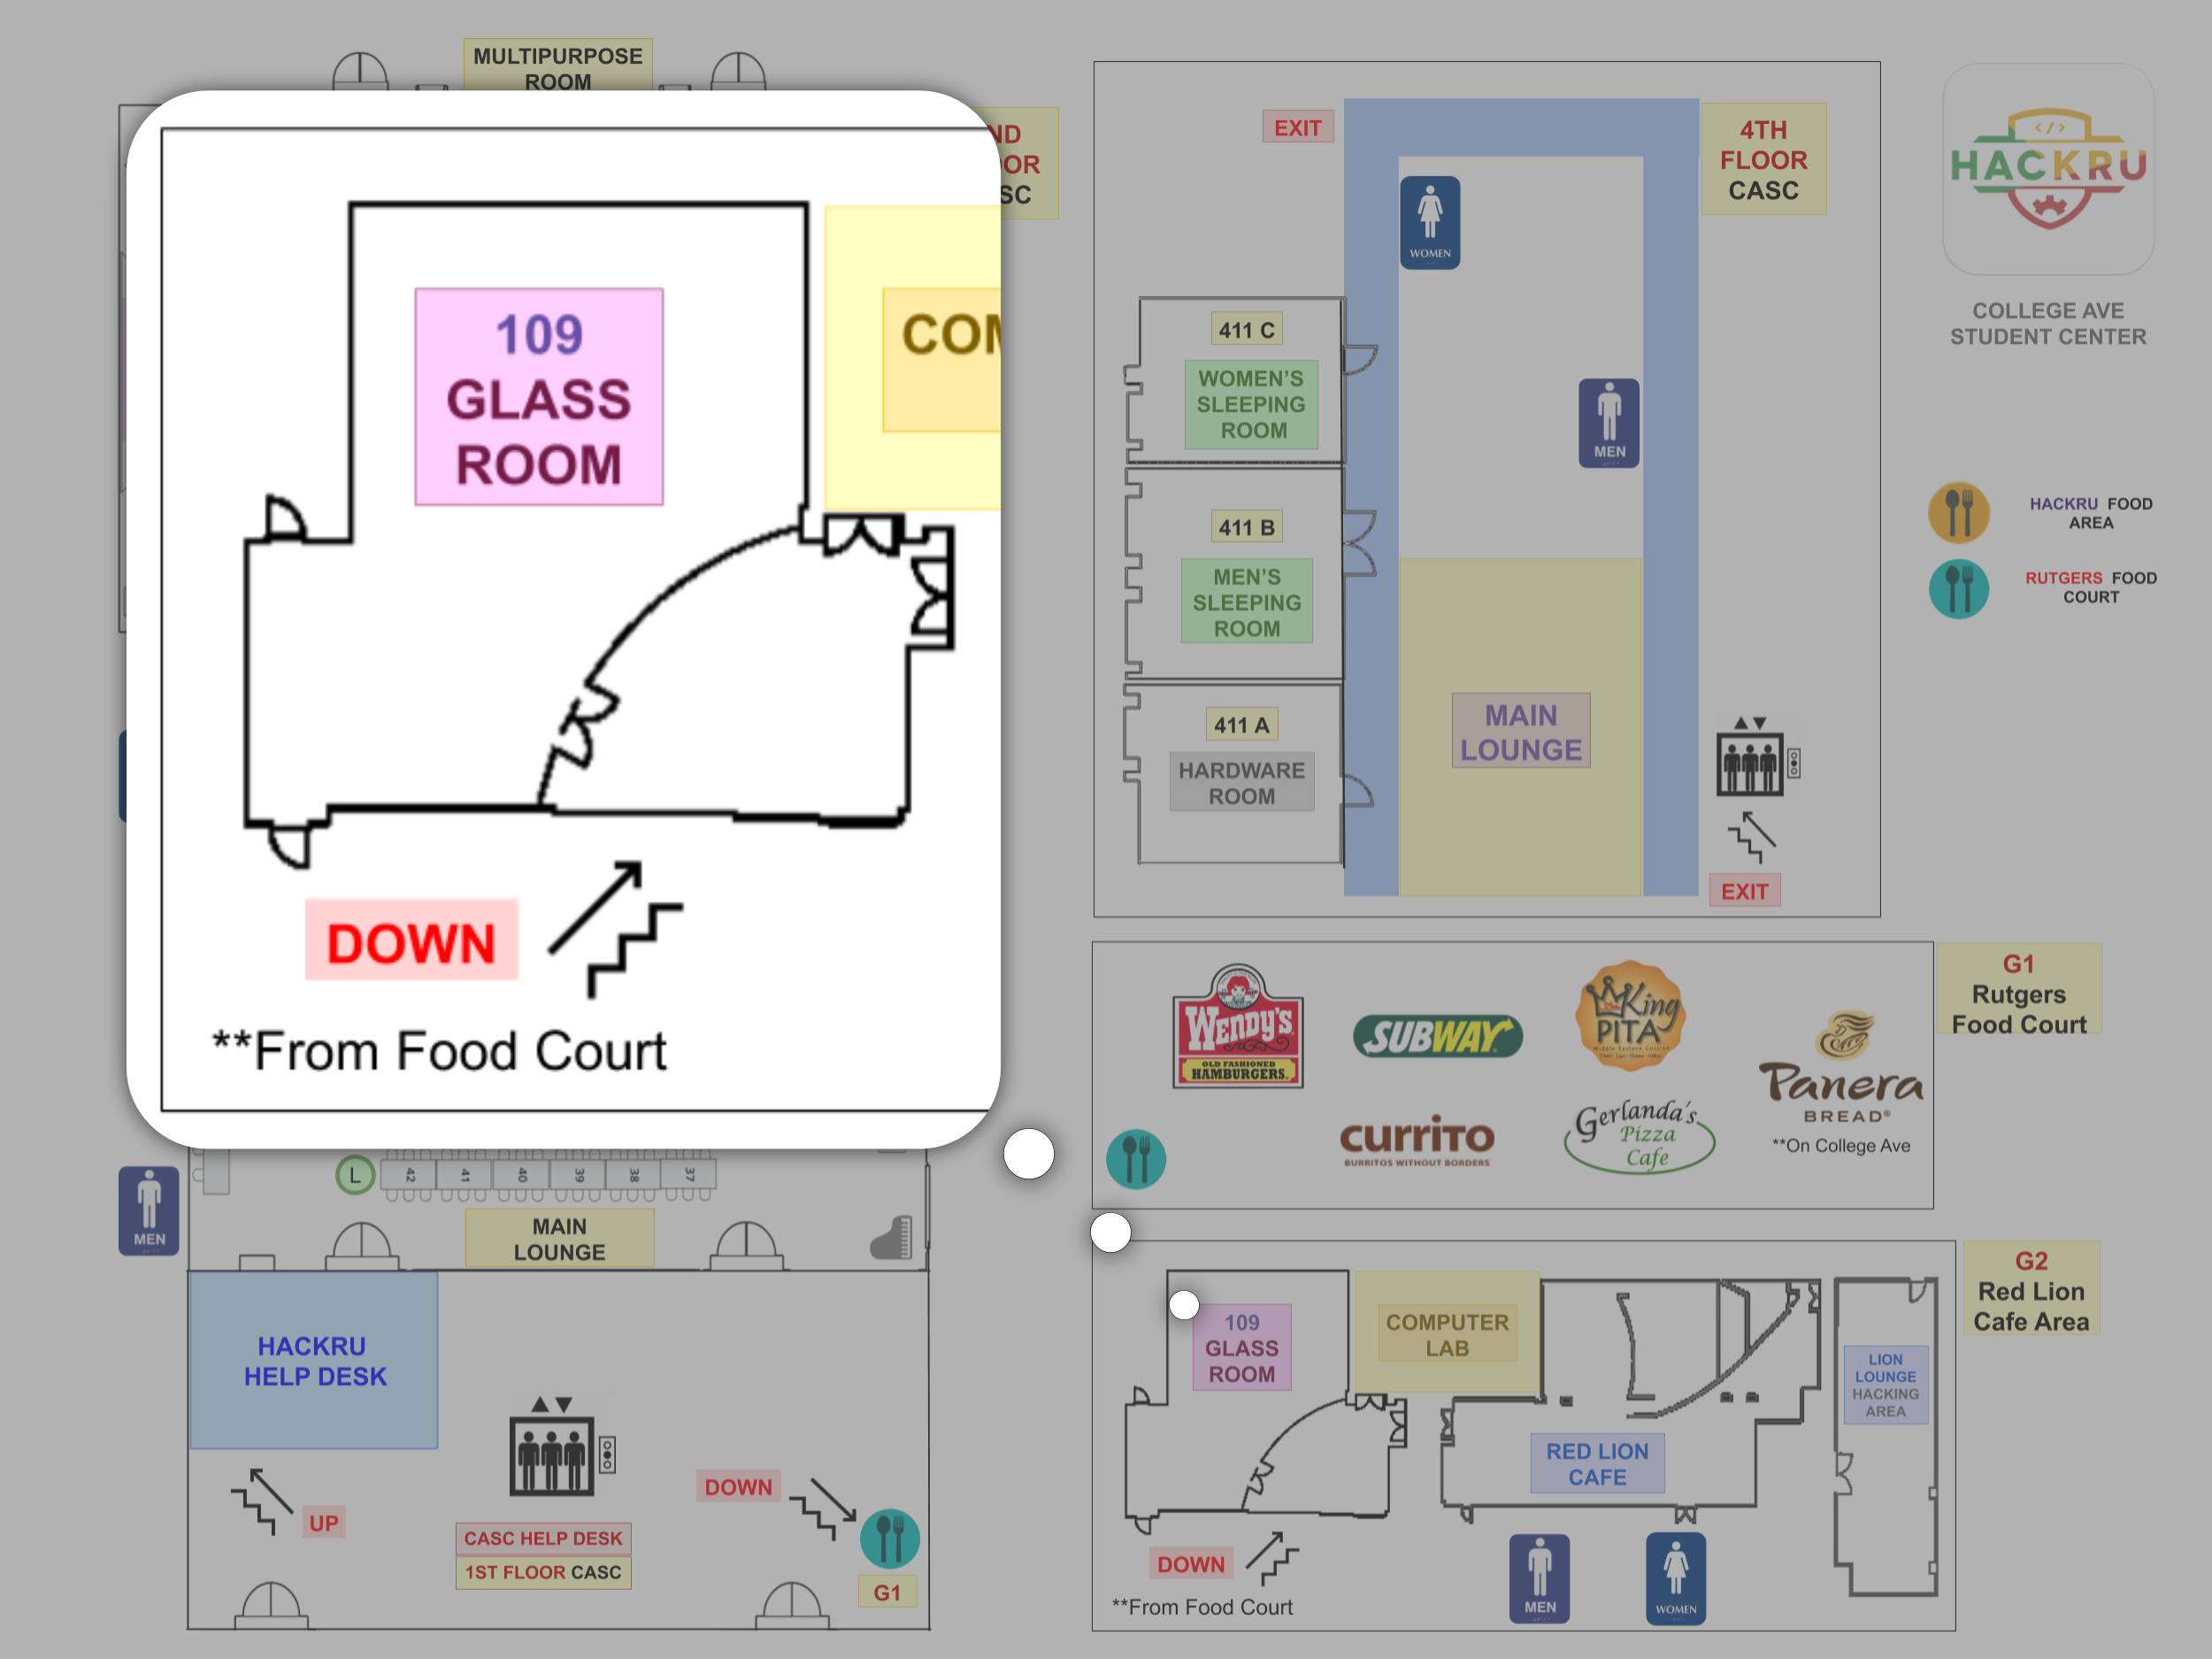 MULTIPURPOSE
ROOM
109
GLASS
ROOM
DOWN
**From Food Court
42
41
40
39
38
37
L
MEN
MAIN
LOUNGE
HACKRU
HELP DESK
UP
CASC HELP DESK
1ST FLOOR CASC
DOWN
G1
EXIT
4TH
FLOOR
CASC
WOMEN
411 C
WOMEN'S
SLEEPING
ROOM
MEN
411 B
MEN'S
SLEEPING
ROOM
411 A
HARDWARE
ROOM
MAIN
LOUNGE
EXIT
</>
HACKRU
COLLEGE AVE
STUDENT CENTER
HACKRU FOOD
AREA
RUTGERS FOOD
COURT
WENDY'S
OLD FASHIONED
HAMBURGERS
SUBWAY
King
PITA
Panera
BREAD®
**On College Ave
currito
BURRITOS WITHOUT BORDERS
Gerlanda's
Pizza
Cafe
G1
Rutgers
Food Court
109
GLASS
ROOM
COMPUTER
LAB
RED LION
CAFE
LION
LOUNGE
HACKING
AREA
DOWN
**From Food Court
MEN
WOMEN
G2
Red Lion
Cafe Area